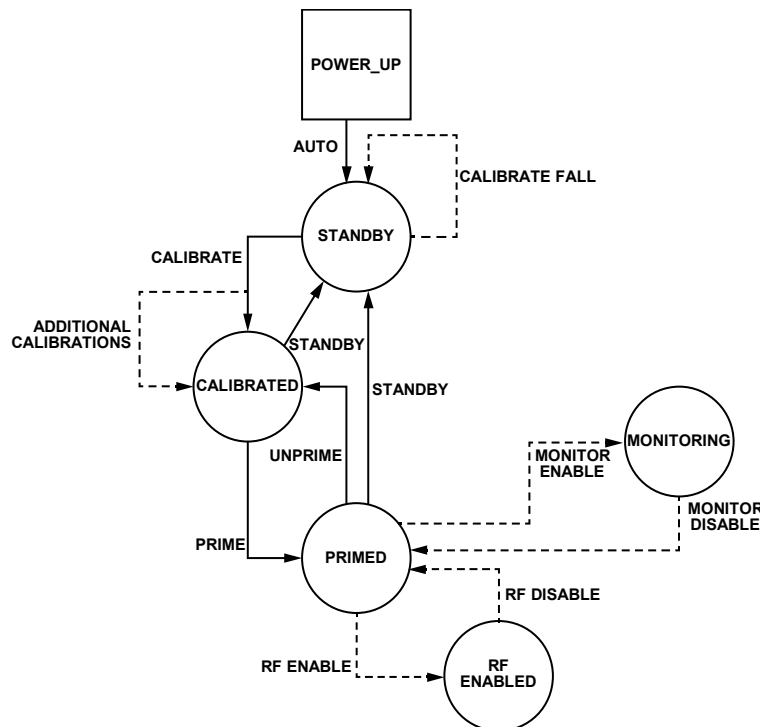 POWER_UP
AUTO
CALIBRATE FALL
STANDBY
CALIBRATE
ADDITIONAL
CALIBRATIONS
STANDBY
CALIBRATED
STANDBY
UNPRIME
MONITORING
MONITOR
ENABLE
MONITOR
DISABLE
PRIME
PRIMED
RF DISABLE
RF ENABLE
RF
ENABLED